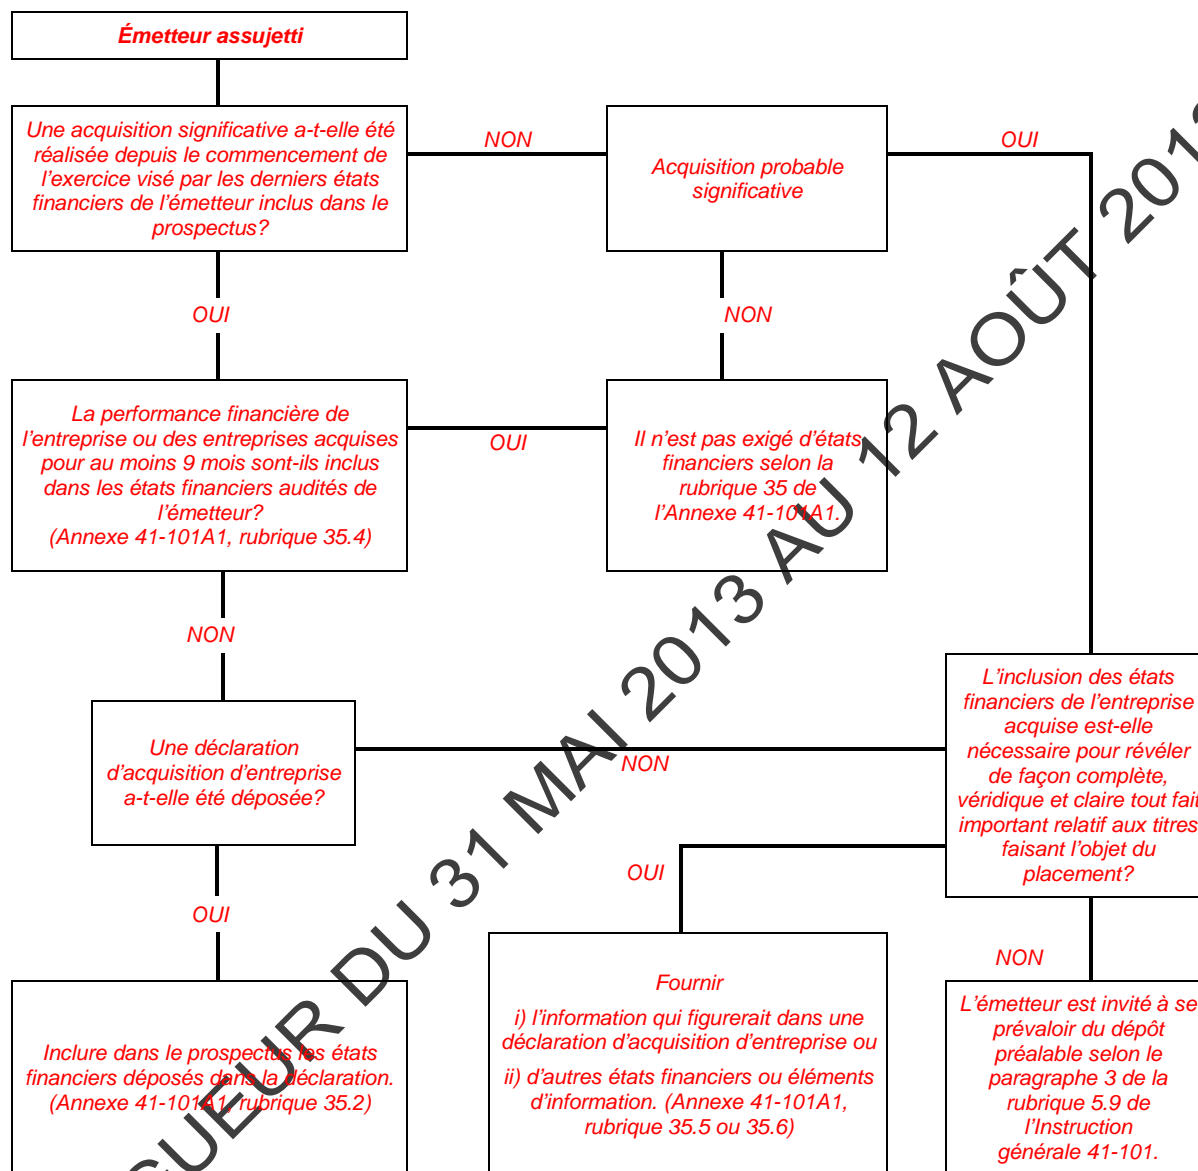 Émetteur assujetti
Une acquisition significative a-t-elle été
réalisée depuis le commencement de
l'exercice visé par les derniers états
financiers de l'émetteur inclus dans le
prospectus?
NON
Acquisition probable
significative
OUI
OUI
NON
La performance financière de
l'entreprise ou des entreprises acquises
pour au moins 9 mois sont-ils inclus
dans les états financiers audités de
l'émetteur?
(Annexe 41-101A1, rubrique 35.4)
OUI
Il n'est pas exigé d'états
financiers selon la
rubrique 35 de
l'Annexe 41-101A1.
NON
Une déclaration
d'acquisition d'entreprise
a-t-elle été déposée?
NON
L'inclusion des états
financiers de l'entreprise
acquise est-elle
nécessaire pour révéler
de façon complète,
véridique et claire tout fait
important relatif aux titres
faisant l'objet du
placement?
OUI
OUI
NON
Inclure dans le prospectus les états
financiers déposés dans la déclaration.
(Annexe 41-101A1, rubrique 35.2)
Fournir
i) l'information qui figurerait dans une
déclaration d'acquisition d'entreprise ou
ii) d'autres états financiers ou éléments
d'information. (Annexe 41-101A1,
rubrique 35.5 ou 35.6)
L'émetteur est invité à se
prévaloir du dépôt
préalable selon le
paragraphe 3 de la
rubrique 5.9 de
l'Instruction
générale 41-101.
GUEUR DU 31 MAI 2013 AU 12 AOÛT 2013